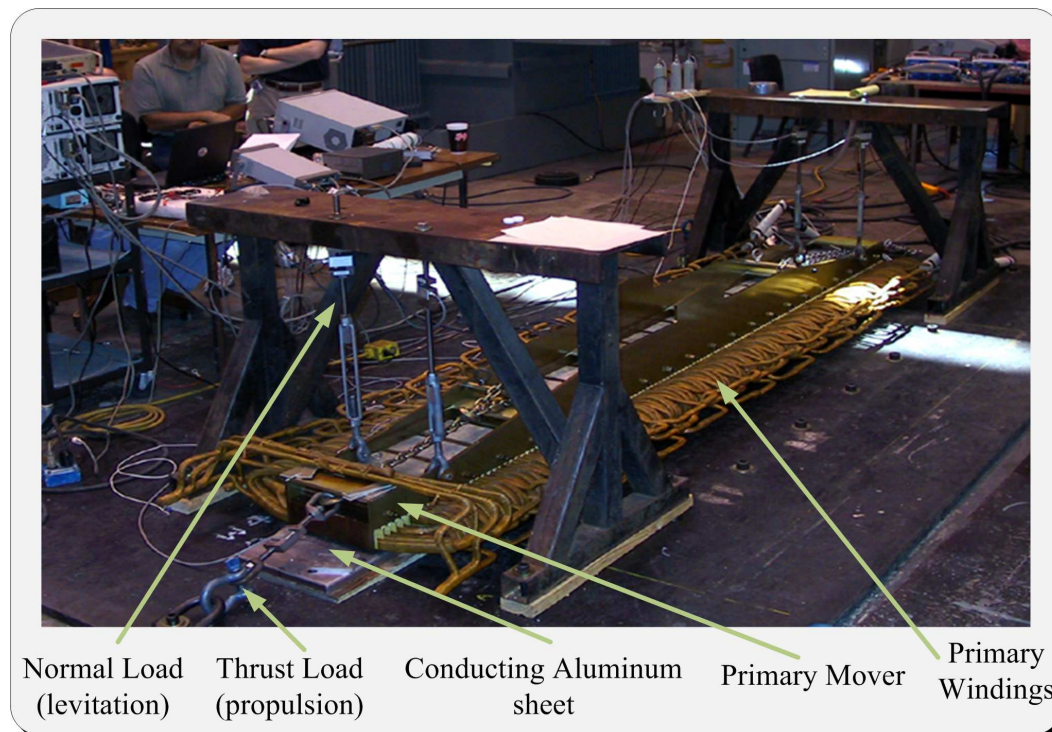 Normal Load
(levitation)
Thrust Load
(propulsion)
Conducting Aluminum
sheet
Primary Mover
Primary
Windings